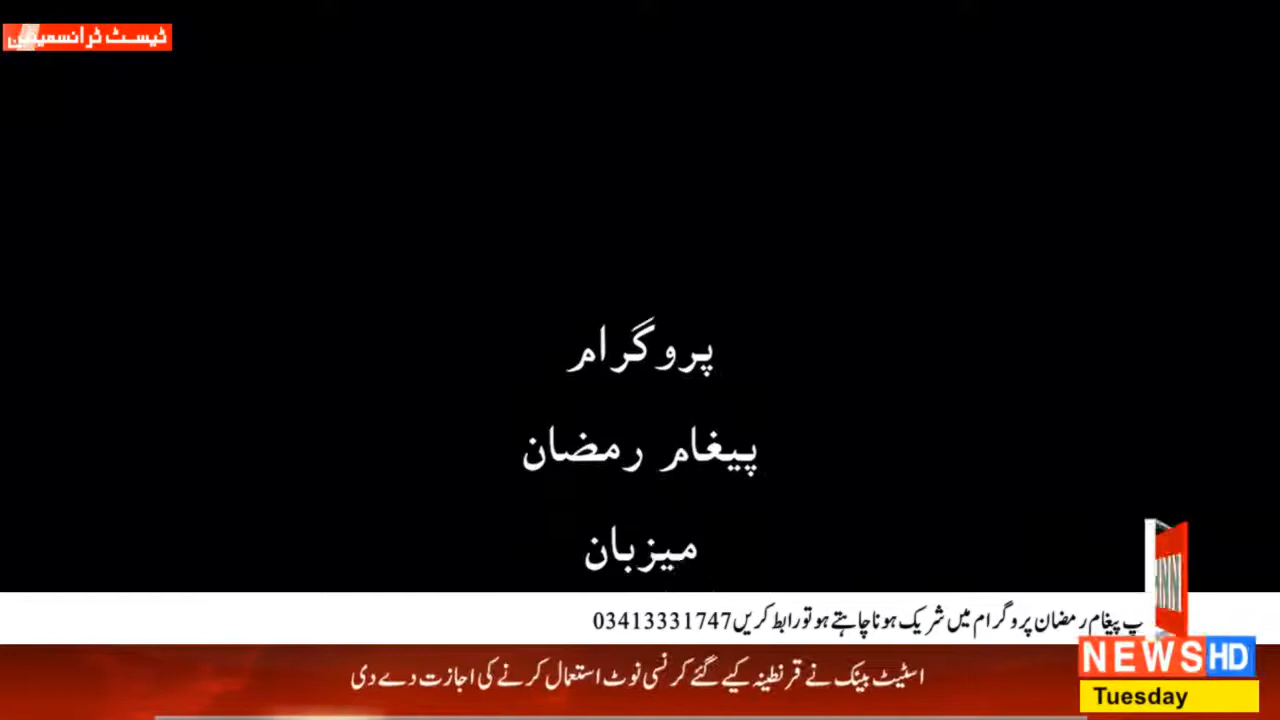 ٹیسٹ ٹرانسمیشن
پروگرام
پیغام رمضان
میزبان
پ پیغام رمضان پروگرام میں شریک ہونا چاہتے ہو تو رابط کریں03413331747
اسٹیٹ بینک نے قرنطینہ کیے گئے کرنسی نوٹ استعمال کرنے کی اجازت دے دی
NEWS HD
Tuesday